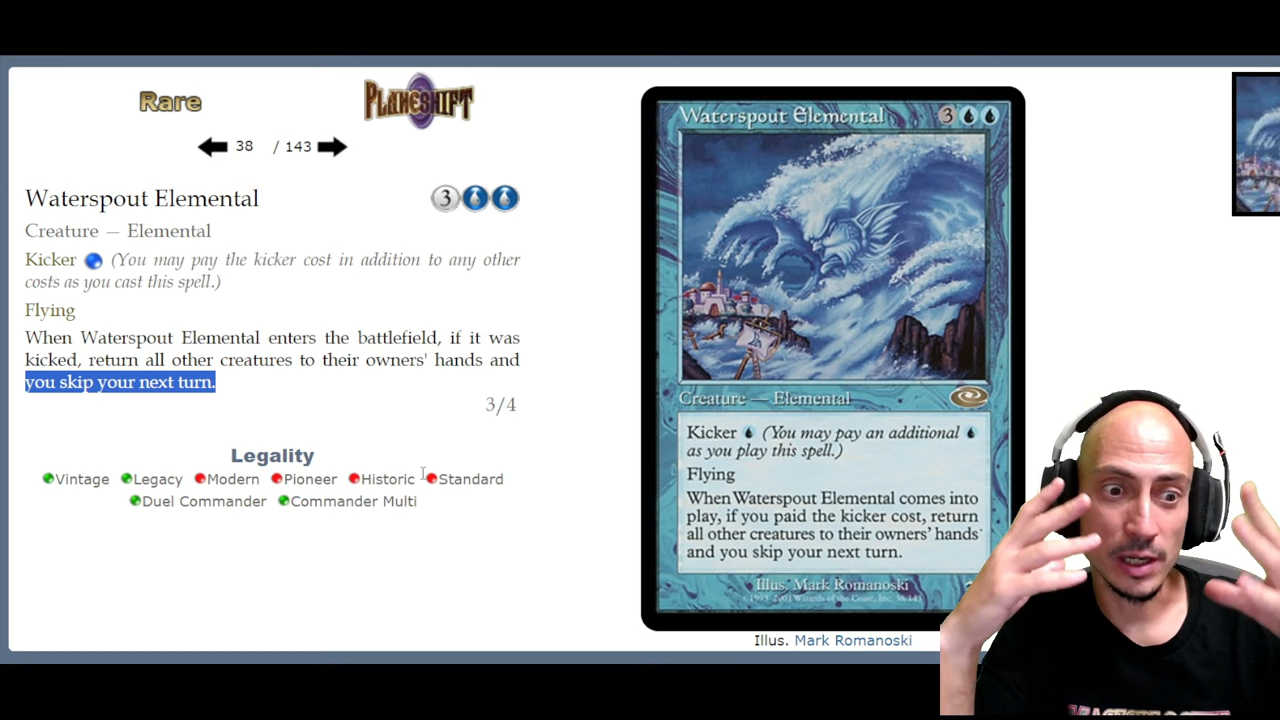 Rare
PLANESHIFT
38 / 143
Waterspout Elemental 3
Creature — Elemental
Kicker (You may pay the kicker cost in addition to any other
costs as you cast this spell.)
Flying
When Waterspout Elemental enters the battlefield, if it was
kicked, return all other creatures to their owners' hands and
you skip your next turn.
3/4
Legality
Vintage Legacy Modern Pioneer Historic Standard
Duel Commander Commander Multi
Waterspout Elemental 3
Creature — Elemental
Kicker (You may pay an additional
as you play this spell.)
Flying
When Waterspout Elemental comes into
play, if you paid the kicker cost, return
all other creatures to their owners' hands
and you skip your next turn.
Illus. Mark Romanoski
Illus. Mark Romanoski